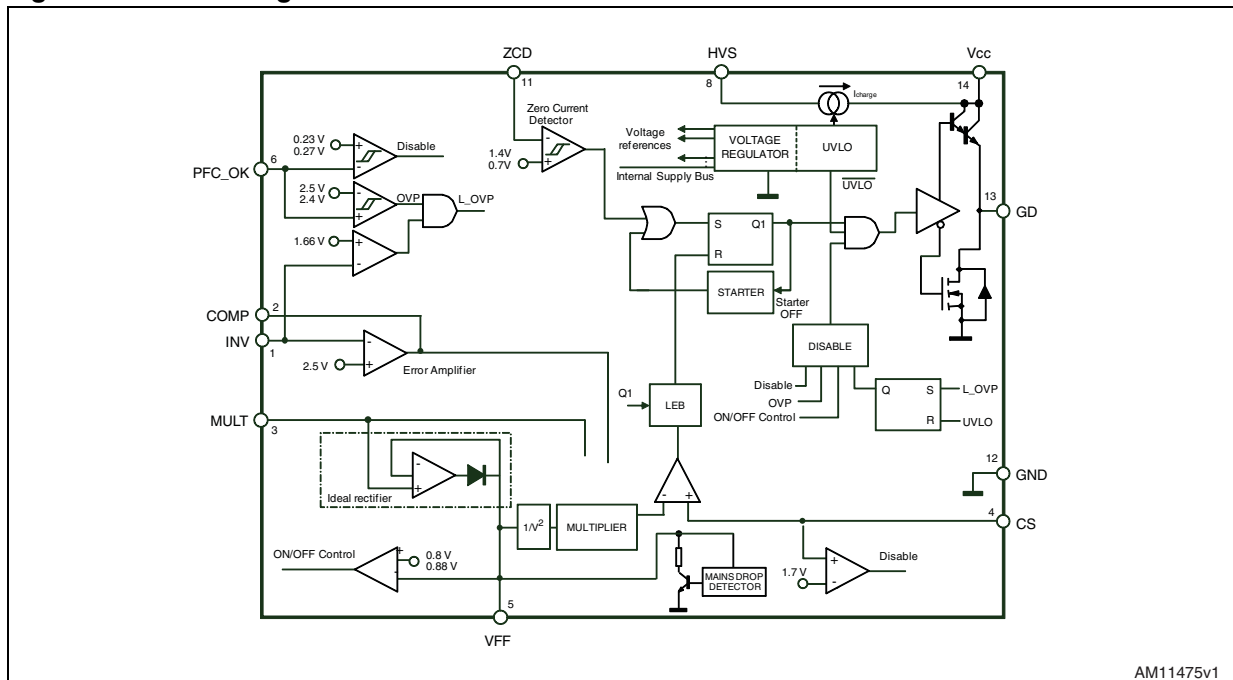 ZCD
HVS
Vcc
11
8
14
Icharge
Zero Current
Detector
0.23 V
0.27 V
Disable
1.4V
0.7V
Voltage
references
VOLTAGE
REGULATOR
UVLO
Internal Supply Bus
UVLO
6
PFC_OK
2.5 V
2.4 V
OVP
L_OVP
13
GD
1.66 V
S
Q1
R
STARTER
Starter
OFF
COMP
2
INV
1
2.5 V
Error Amplifier
DISABLE
Disable
OVP
ON/OFF Control
Q
S
L_OVP
R
UVLO
Q1
LEB
MULT
3
Ideal rectifier
12
GND
4
CS
1/V²
MULTIPLIER
ON/OFF Control
0.8 V
0.88 V
MAINS DROP
DETECTOR
1.7 V
Disable
5
VFF
AM11475v1